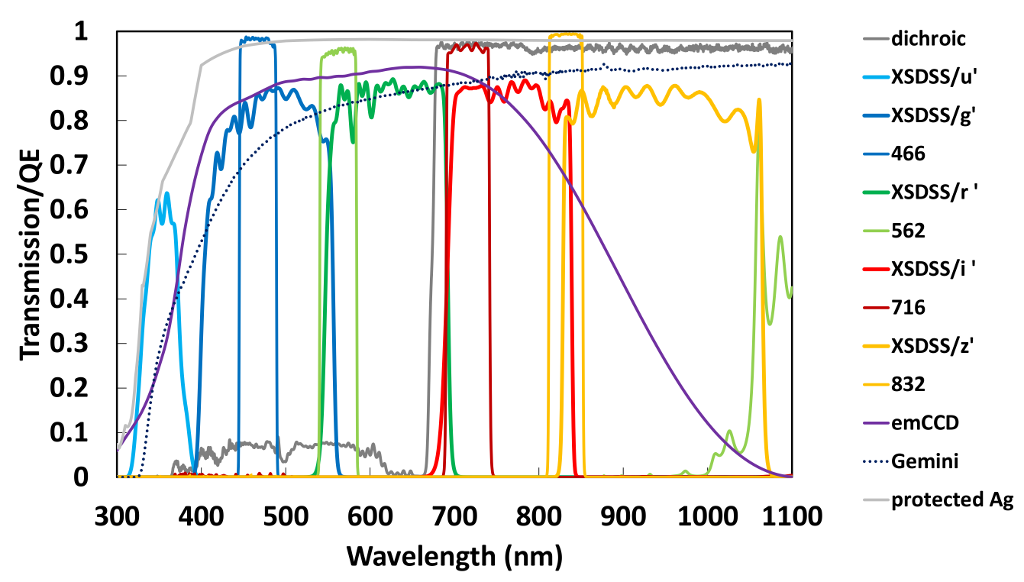 1
0.9
0.8
0.7
0.6
0.5
0.4
0.3
0.2
0.1
0
Transmission/QE
300 400 500 600 700 800 900 1000 1100
Wavelength (nm)
dichroic
XSDSS/u'
XSDSS/g'
466
XSDSS/r '
562
XSDSS/i '
716
XSDSS/z'
832
emCCD
Gemini
protected Ag